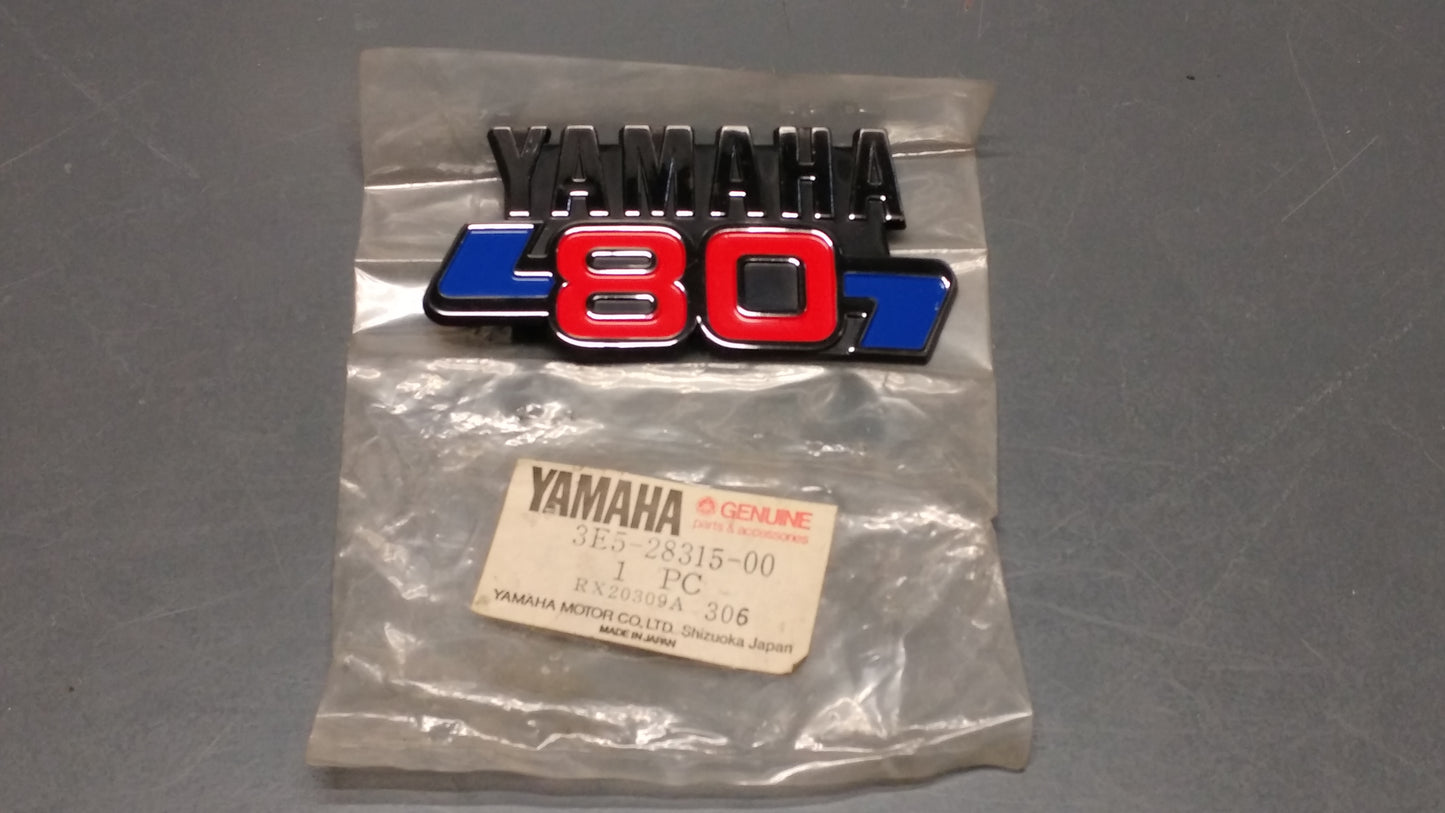 YAMAHA
80
YAMAHA GENUINE
parts & accessories
3E5-28315-00
1 PC
RX20309A 306
YAMAHA MOTOR CO., LTD. Shizuoka Japan
MADE IN JAPAN